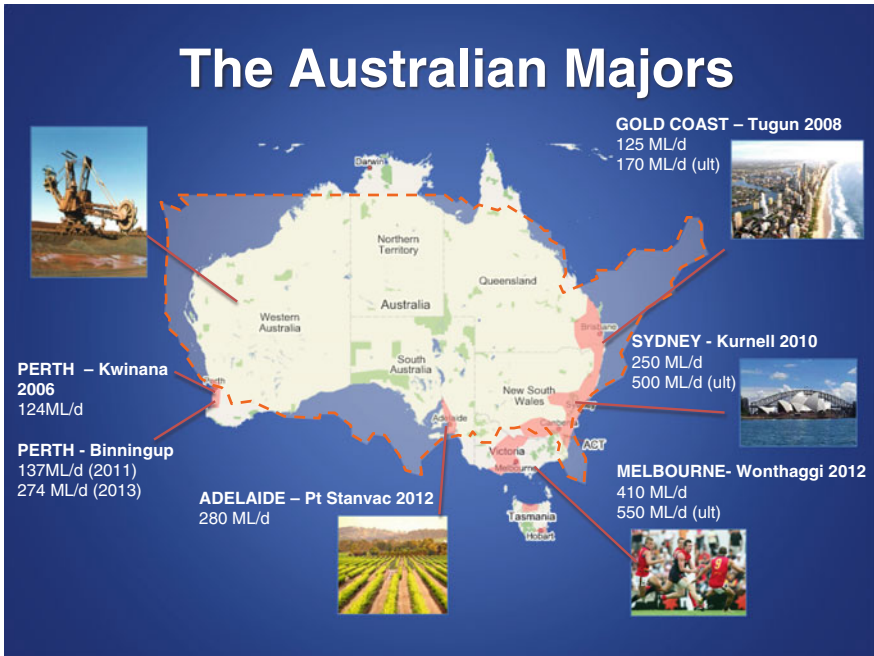 The Australian Majors
GOLD COAST – Tugun 2008
125 ML/d
170 ML/d (ult)
Darwin
Northern
Territory
Queensland
Australia
Western
Australia
Brisbane
South
Australia
SYDNEY - Kurnell 2010
250 ML/d
500 ML/d (ult)
PERTH – Kwinana
2006
124ML/d
Perth
New South
Wales
Sydney
Adelaide
Canberra
ACT
PERTH - Binningup
137ML/d (2011)
274 ML/d (2013)
Victoria
Melbourne
MELBOURNE- Wonthaggi 2012
410 ML/d
550 ML/d (ult)
ADELAIDE – Pt Stanvac 2012
280 ML/d
Tasmania
Hobart
9